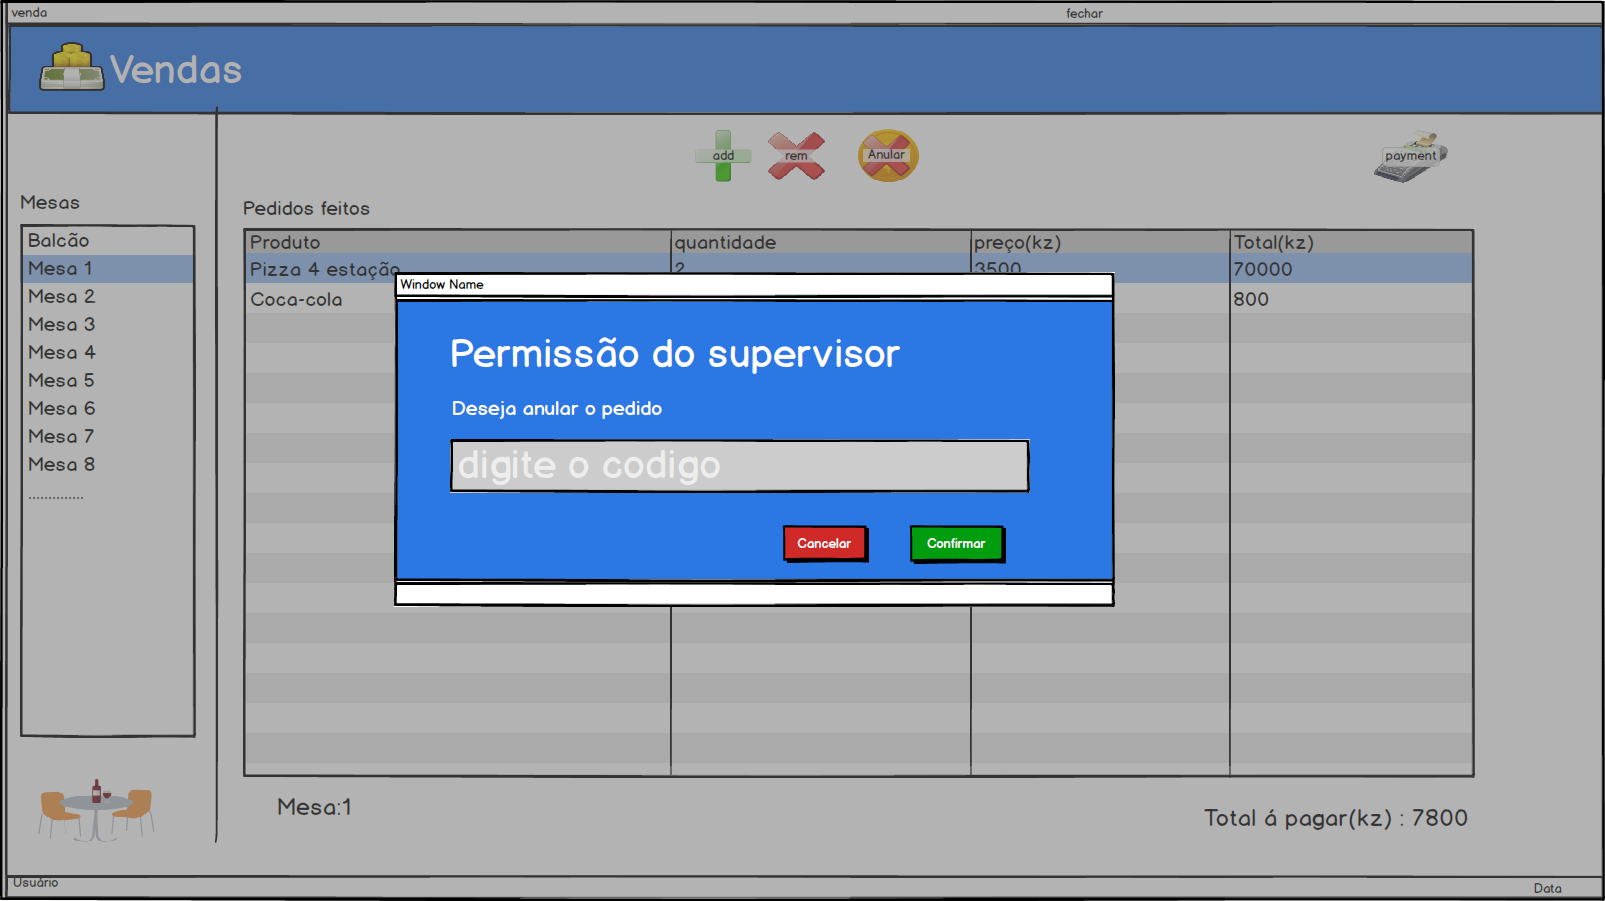 venda
fechar
Vendas
add
rem
Anular
payment
Mesas
Pedidos feitos
Balcão
Mesa 1
Mesa 2
Mesa 3
Mesa 4
Mesa 5
Mesa 6
Mesa 7
Mesa 8
.............
Produto quantidade preço(kz) Total(kz)
Pizza 4 estação 2 3500 70000
Coca-cola 800
Window Name
Permissão do supervisor
Deseja anular o pedido
digite o codigo
Cancelar Confirmar
Mesa:1
Total á pagar(kz) : 7800
Usuário
Data